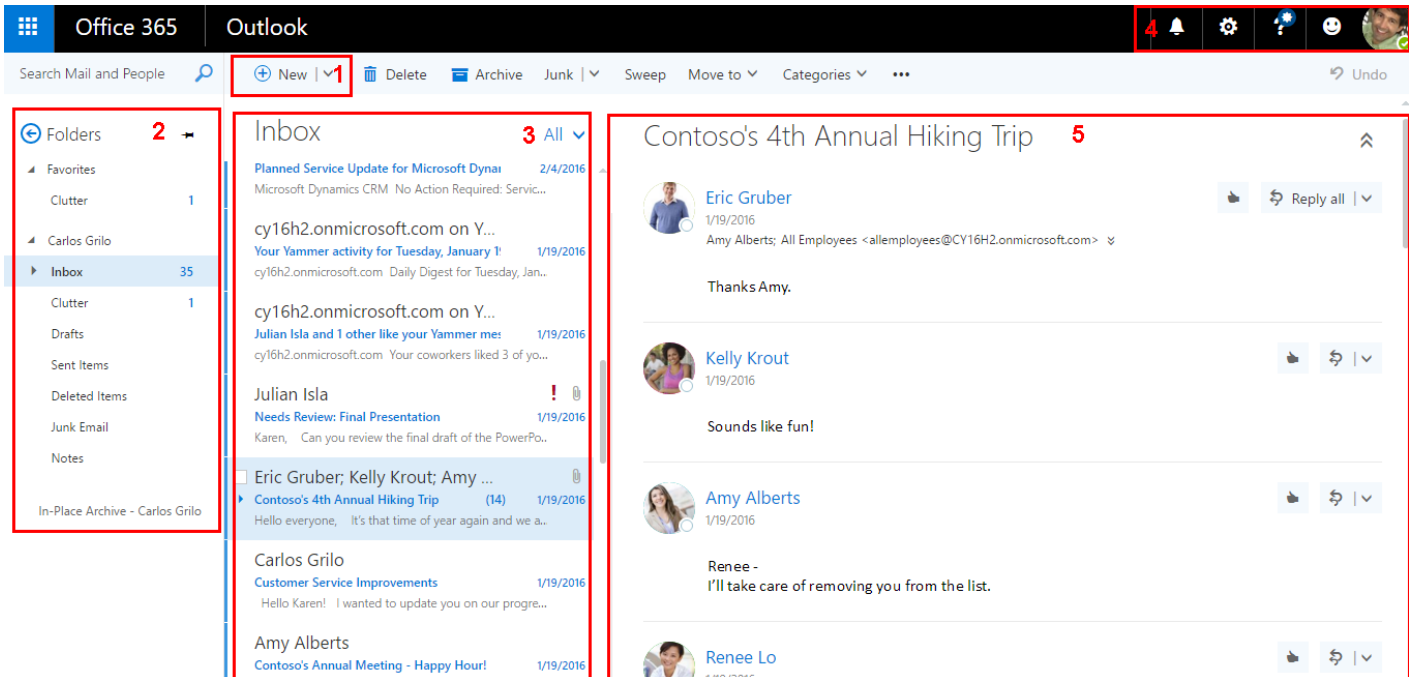 Office 365
Outlook
4
Search Mail and People
New
1
Delete
Archive
Junk
Sweep
Move to
Categories
Undo
Folders
2
Favorites
Clutter 1
Carlos Grilo
Inbox 35
Clutter 1
Drafts
Sent Items
Deleted Items
Junk Email
Notes
In-Place Archive - Carlos Grilo
Inbox
3
All
Planned Service Update for Microsoft Dynar 2/4/2016
Microsoft Dynamics CRM No Action Required: Servic...
cy16h2.onmicrosoft.com on Y...
Your Yammer activity for Tuesday, January 1 1/19/2016
cy16h2.onmicrosoft.com Daily Digest for Tuesday, Jan...
cy16h2.onmicrosoft.com on Y...
Julian Isla and 1 other like your Yammer mes 1/19/2016
cy16h2.onmicrosoft.com Your coworkers liked 3 of yo...
Julian Isla !
Needs Review: Final Presentation 1/19/2016
Karen, Can you review the final draft of the PowerPo...
Eric Gruber; Kelly Krout; Amy ...
Contoso's 4th Annual Hiking Trip (14) 1/19/2016
Hello everyone, It's that time of year again and we a...
Carlos Grilo
Customer Service Improvements 1/19/2016
Hello Karen! I wanted to update you on our progre...
Amy Alberts
Contoso's Annual Meeting - Happy Hour! 1/19/2016
Contoso's 4th Annual Hiking Trip
5
Eric Gruber
1/19/2016
Amy Alberts; All Employees <allemployees@CY16H2.onmicrosoft.com>
Reply all
Thanks Amy.
Kelly Krout
1/19/2016
Sounds like fun!
Amy Alberts
1/19/2016
Renee -
I'll take care of removing you from the list.
Renee Lo